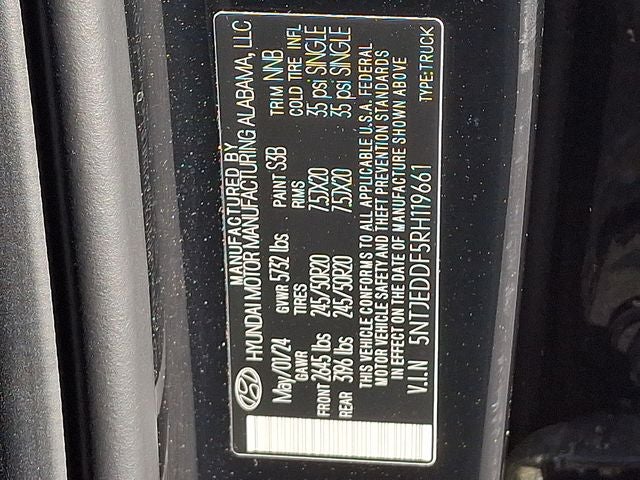 MANUFACTURED BY
HYUNDAI MOTOR MANUFACTURING ALABAMA, LLC
May/07/24 GVWR 5732 lbs PAINT S3B TRIM NNB
GAWR TIRES RIMS COLD TIRE INFL
FRONT 2645 lbs 245/50R20 7.5JX20 35 psi SINGLE
REAR 3196 lbs 245/50R20 7.5JX20 35 psi SINGLE
THIS VEHICLE CONFORMS TO ALL APPLICABLE U.S.A. FEDERAL
MOTOR VEHICLE SAFETY AND THEFT PREVENTION STANDARDS
IN EFFECT ON THE DATE OF MANUFACTURE SHOWN ABOVE
V.I.N 5NTJEDDF5RH119661 TYPE:TRUCK